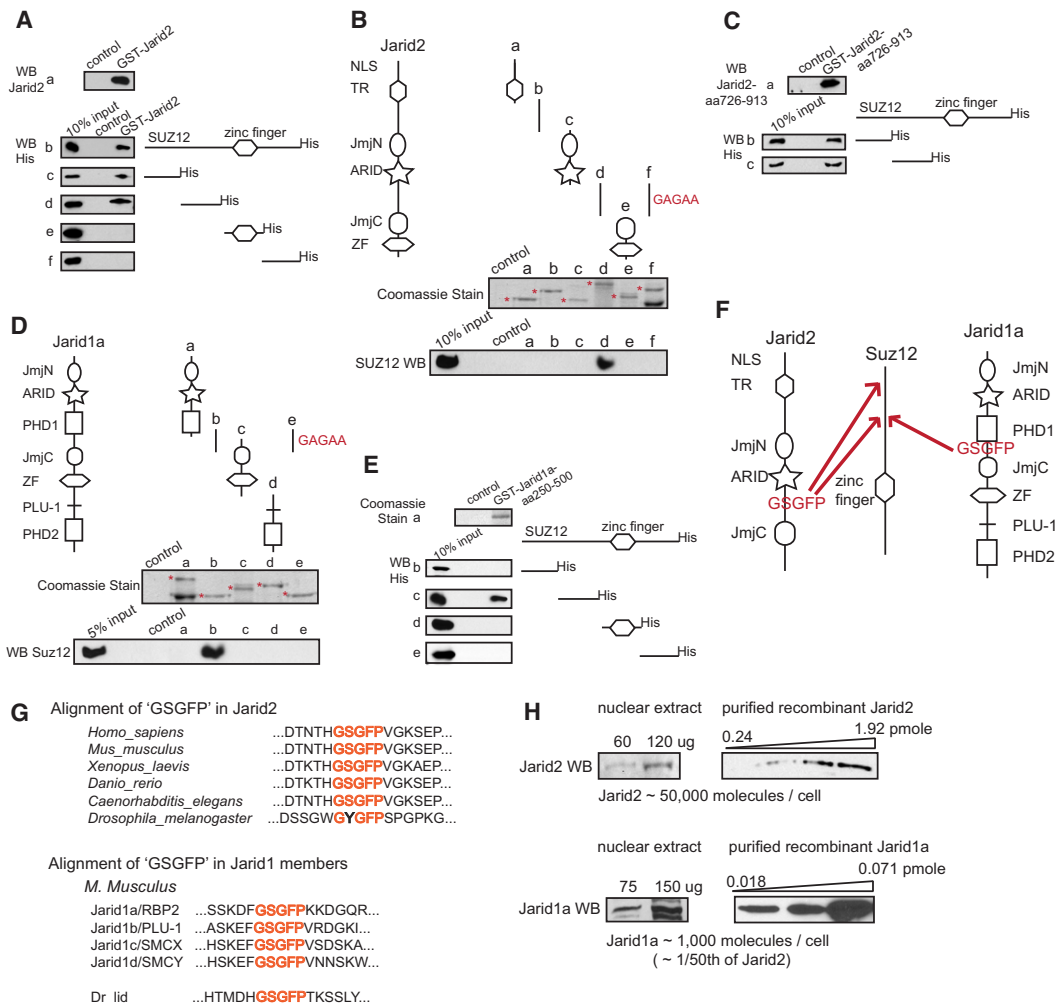 A
control
GST-Jarid2
WB
Jarid2
a
10% input
control
GST-Jarid2
WB
His
b
SUZ12
zinc finger
His
c
His
d
His
e
His
f
His
B
Jarid2
NLS
TR
JmjN
ARID
JmjC
ZF
a
b
c
d
e
f
GAGAA
control
a b c d e f
Coomassie Stain
* * * * * *
10% input
control
a b c d e f
SUZ12 WB
C
control
GST-Jarid2-
aa726-913
WB
Jarid2-
aa726-913
a
10% input
control
SUZ12
zinc finger
His
WB
His
b
His
c
His
D
Jarid1a
JmjN
ARID
PHD1
JmjC
ZF
PLU-1
PHD2
a
b
c
d
e
GAGAA
control
a b c d e
Coomassie Stain
* * * * *
5% input
control
a b c d e
WB Suz12
E
control
GST-Jarid1a-
aa250-500
Coomassie
Stain
a
10% input
SUZ12
zinc finger
His
WB
His
b
His
c
His
d
His
e
His
F
Jarid2
Suz12
Jarid1a
NLS
TR
JmjN
ARID
GSGFP
JmjC
zinc
finger
JmjN
ARID
PHD1
GSGFP
JmjC
ZF
PLU-1
PHD2
G
Alignment of 'GSGFP' in Jarid2
Homo_sapiens ...DTNTHGSGFPVGKSEP...
Mus_musculus ...DTNTHGSGFPVGKSEP...
Xenopus_laevis ...DTKTHGSGFPVGKAEP...
Danio_rerio ...DTKTHGSGFPVGKSEP...
Caenorhabditis_elegans ...DTNTHGSGFPVGKSEP...
Drosophila_melanogaster ...DSSGWGGYGFPSPGPKG...
Alignment of 'GSGFP' in Jarid1 members
M. Musculus
Jarid1a/RBP2 ...SSKDFGSGFPKKDGQR...
Jarid1b/PLU-1 ...ASKEFGSGFPVRDGKI...
Jarid1c/SMCX ...HSKEFGSGFPVSDSKA...
Jarid1d/SMCY ...HSKEFGSGFPVNNSKW...
Dr_lid ...HTMDHGSGFPTKSSLY...
H
nuclear extract
purified recombinant Jarid2
60 120 ug
0.24
1.92 pmole
Jarid2 WB
Jarid2 ~ 50,000 molecules / cell
nuclear extract
purified recombinant Jarid1a
75 150 ug
0.018
0.071 pmole
Jarid1a WB
Jarid1a ~ 1,000 molecules / cell
( ~ 1/50th of Jarid2)